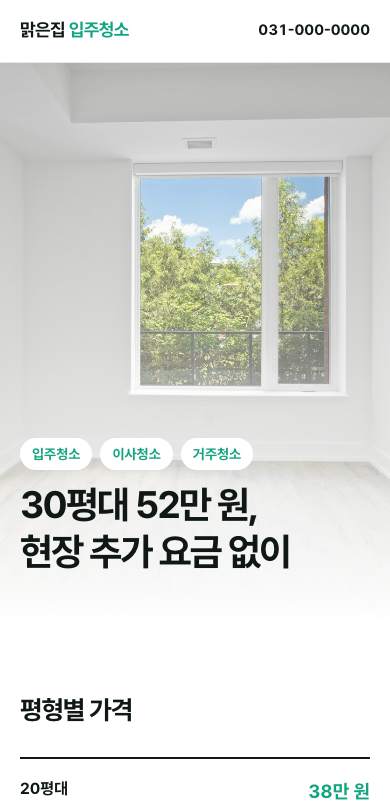 맑은집 입주청소
031-000-0000
입주청소 이사청소 거주청소
30평대 52만 원,
현장 추가 요금 없이
평형별 가격
20평대 38만 원